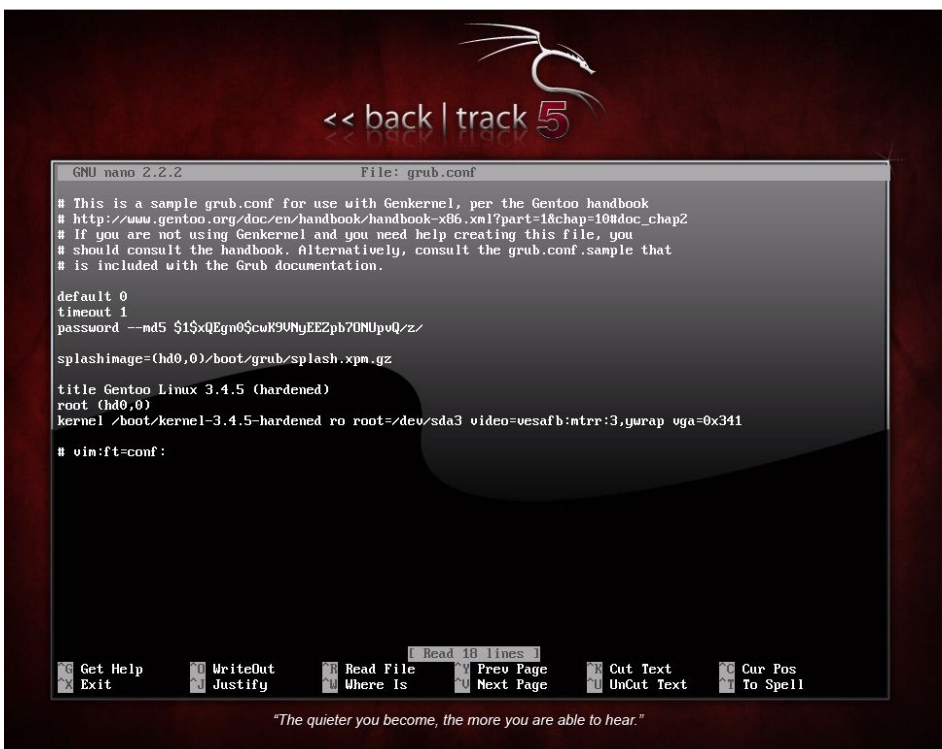 << back | track 5
GNU nano 2.2.2 File: grub.conf
# This is a sample grub.conf for use with Genkernel, per the Gentoo handbook
# http://www.gentoo.org/doc/en/handbook/handbook-x86.xml?part=1&chap=10#doc_chap2
# If you are not using Genkernel and you need help creating this file, you
# should consult the handbook. Alternatively, consult the grub.conf.sample that
# is included with the Grub documentation.
default 0
timeout 1
password --md5 $1$xQEgn0$cwK9VNyEEZpb7ONUpvQ/z/
splashimage=(hd0,0)/boot/grub/splash.xpm.gz
title Gentoo Linux 3.4.5 (hardened)
root (hd0,0)
kernel /boot/kernel-3.4.5-hardened ro root=/dev/sda3 video=vesafb:mtrr:3,ywrap vga=0x341
# vim:ft=conf:
[ Read 18 lines ]
^G Get Help ^O WriteOut ^R Read File ^Y Prev Page ^K Cut Text ^C Cur Pos
^X Exit ^J Justify ^W Where Is ^V Next Page ^U UnCut Text ^T To Spell
"The quieter you become, the more you are able to hear."